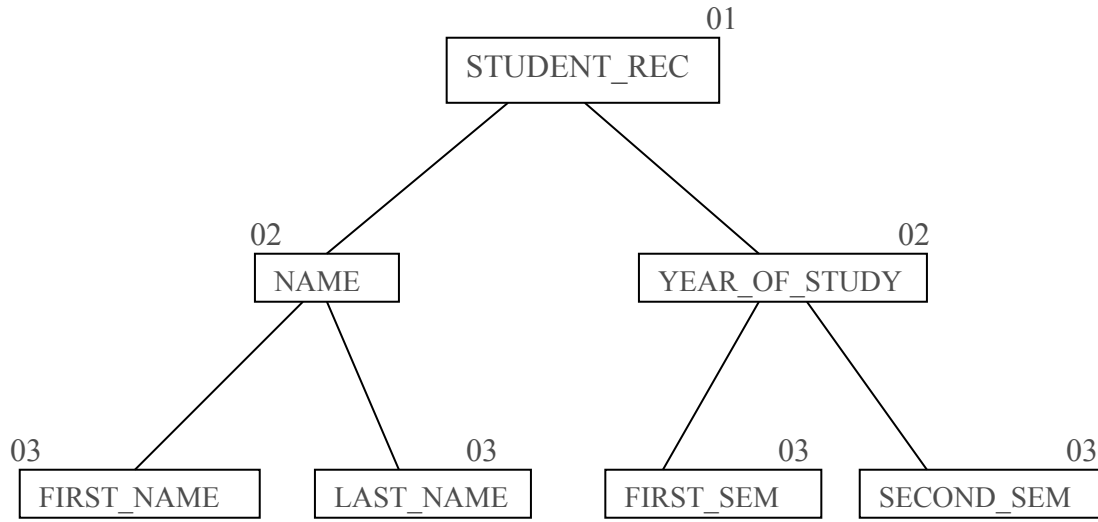 01
STUDENT_REC
02
02
NAME
YEAR_OF_STUDY
03
03
03
03
FIRST_NAME
LAST_NAME
FIRST_SEM
SECOND_SEM